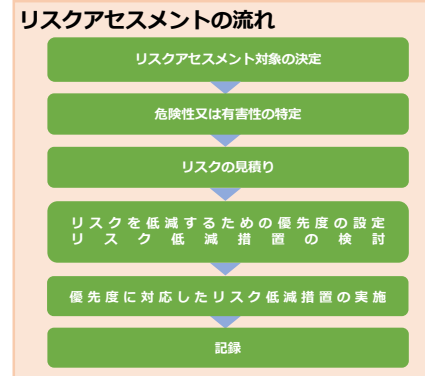 リスクアセスメントの流れ
リスクアセスメント対象の決定
危険性又は有害性の特定
リスクの見積り
リスクを低減するための優先度の設定
リスク低減措置の検討
優先度に対応したリスク低減措置の実施
記録